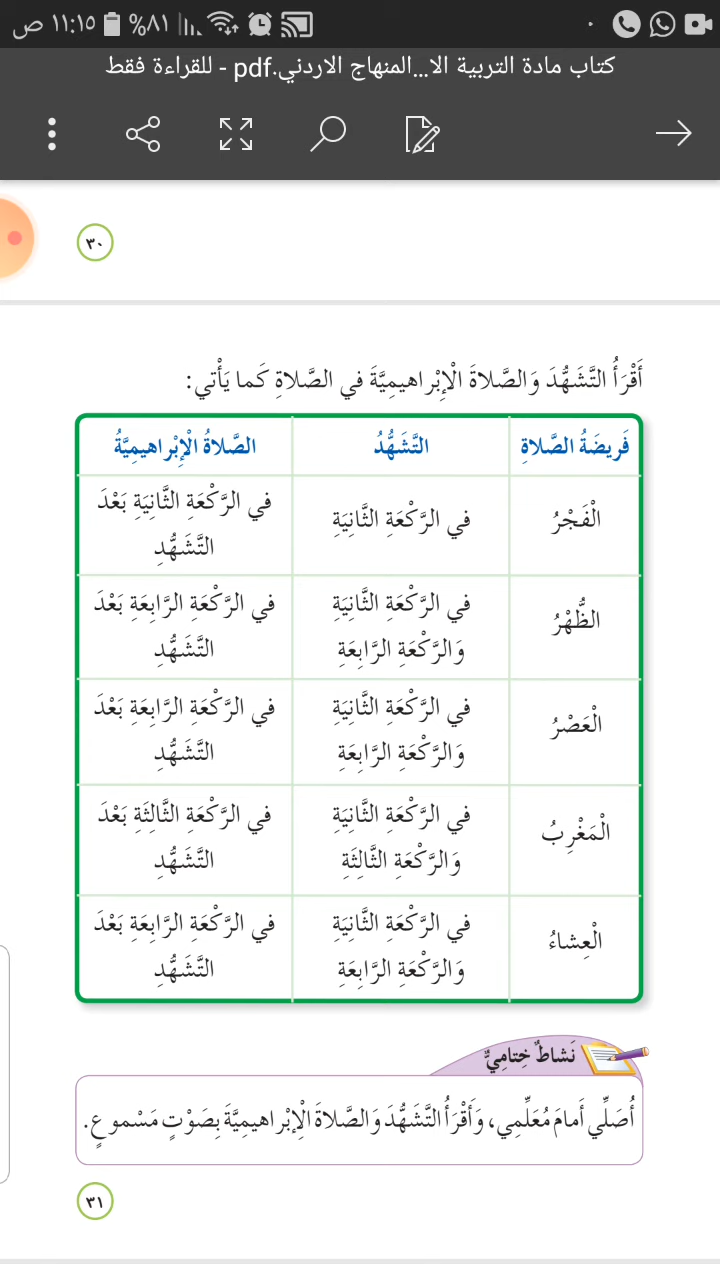 ١١:١٥ ص ٨١%
كتاب مادة التربية الا...المنهاج الاردني.pdf - للقراءة فقط
٣٠
أَقْرَأُ التَّشَهُّدَ وَالصَّلاةَ الْإِبْراهيمِيَّةَ في الصَّلاةِ كَما يَأْتي:
فَريضَةُ الصَّلاةِ التَّشَهُّدُ الصَّلاةُ الْإِبْراهيمِيَّةُ
الْفَجْرُ في الرَّكْعَةِ الثَّانِيَةِ في الرَّكْعَةِ الثَّانِيَةِ بَعْدَ
التَّشَهُّدِ
الظُّهْرُ في الرَّكْعَةِ الثَّانِيَةِ في الرَّكْعَةِ الرَّابِعَةِ بَعْدَ
وَالرَّكْعَةِ الرَّابِعَةِ التَّشَهُّدِ
الْعَصْرُ في الرَّكْعَةِ الثَّانِيَةِ في الرَّكْعَةِ الرَّابِعَةِ بَعْدَ
وَالرَّكْعَةِ الرَّابِعَةِ التَّشَهُّدِ
الْمَغْرِبُ في الرَّكْعَةِ الثَّانِيَةِ في الرَّكْعَةِ الثَّالِثَةِ بَعْدَ
وَالرَّكْعَةِ الثَّالِثَةِ التَّشَهُّدِ
الْعِشاءُ في الرَّكْعَةِ الثَّانِيَةِ في الرَّكْعَةِ الرَّابِعَةِ بَعْدَ
وَالرَّكْعَةِ الرَّابِعَةِ التَّشَهُّدِ
نَشاطٌ خِتامِيٌّ
أُصَلِّي أَمامَ مُعَلِّمِي، وَأَقْرَأُ التَّشَهُّدَ وَالصَّلاةَ الْإِبْراهيمِيَّةَ بِصَوْتٍ مَسْموعٍ.
٣١